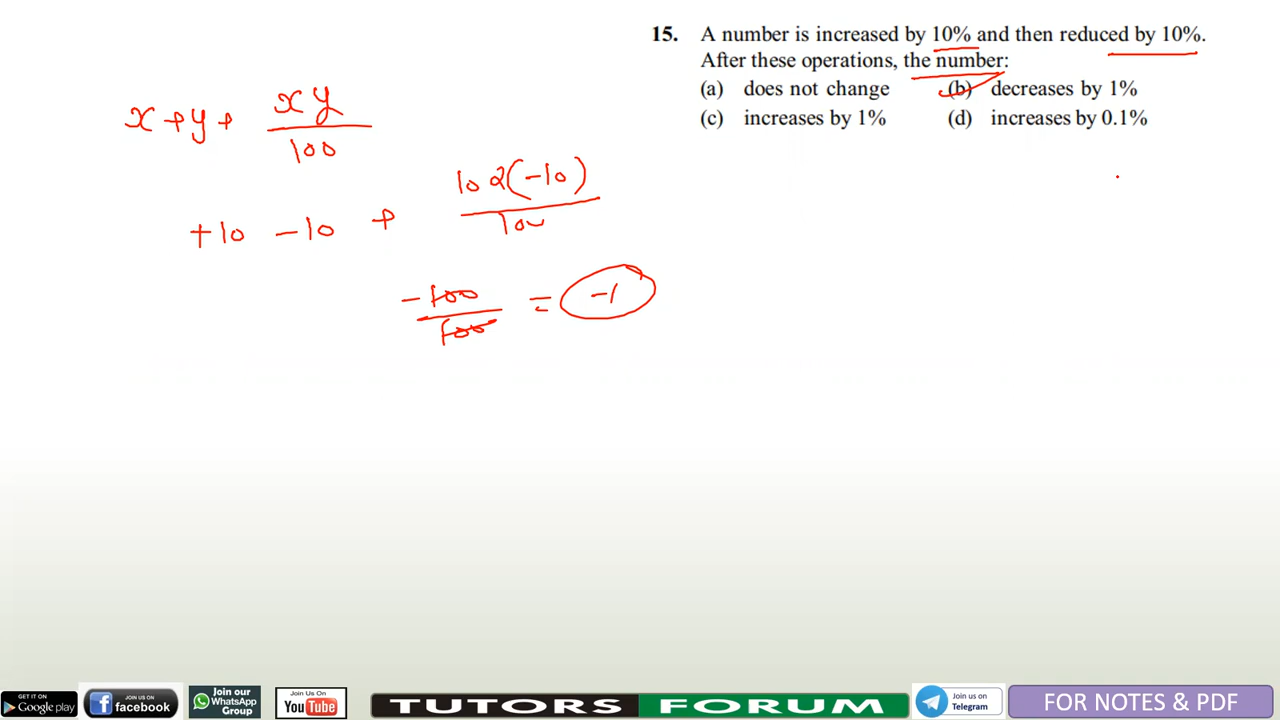 15. A number is increased by 10% and then reduced by 10%.
After these operations, the number:
(a) does not change (b) decreases by 1%
(c) increases by 1% (d) increases by 0.1%
x + y + xy
100
+10 -10 + 10 (-10)
100
-100 = -1
100
GET IT ON
Google play
JOIN US ON
facebook
Join our
WhatsApp
Group
Join Us On
YouTube
TUTORS FORUM
Join us on
Telegram
FOR NOTES & PDF